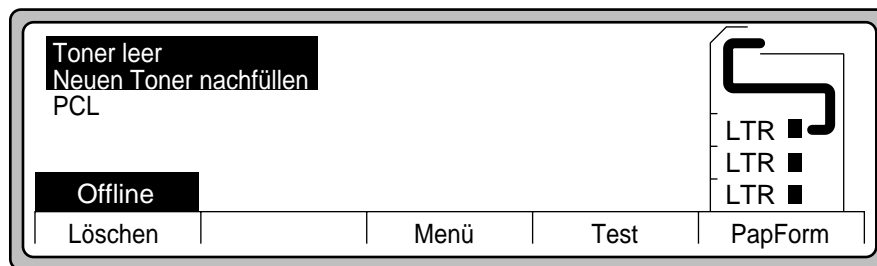 Toner leer
Neuen Toner nachfüllen
PCL
LTR
LTR
LTR
Offline
Löschen Menü Test PapForm